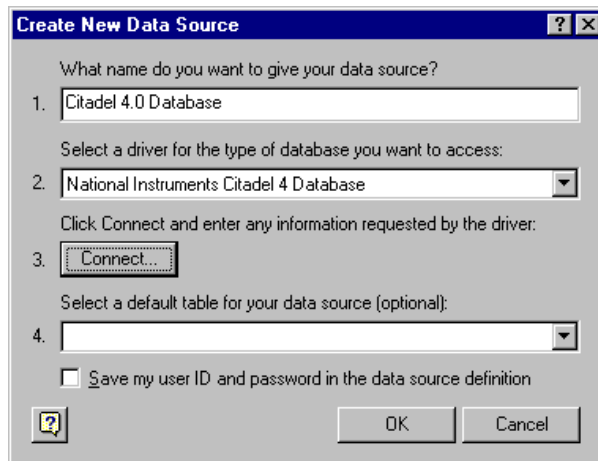 Create New Data Source
What name do you want to give your data source?
1. Citadel 4.0 Database
Select a driver for the type of database you want to access:
2. National Instruments Citadel 4 Database
Click Connect and enter any information requested by the driver:
3. Connect...
Select a default table for your data source (optional):
4.
Save my user ID and password in the data source definition
OK Cancel